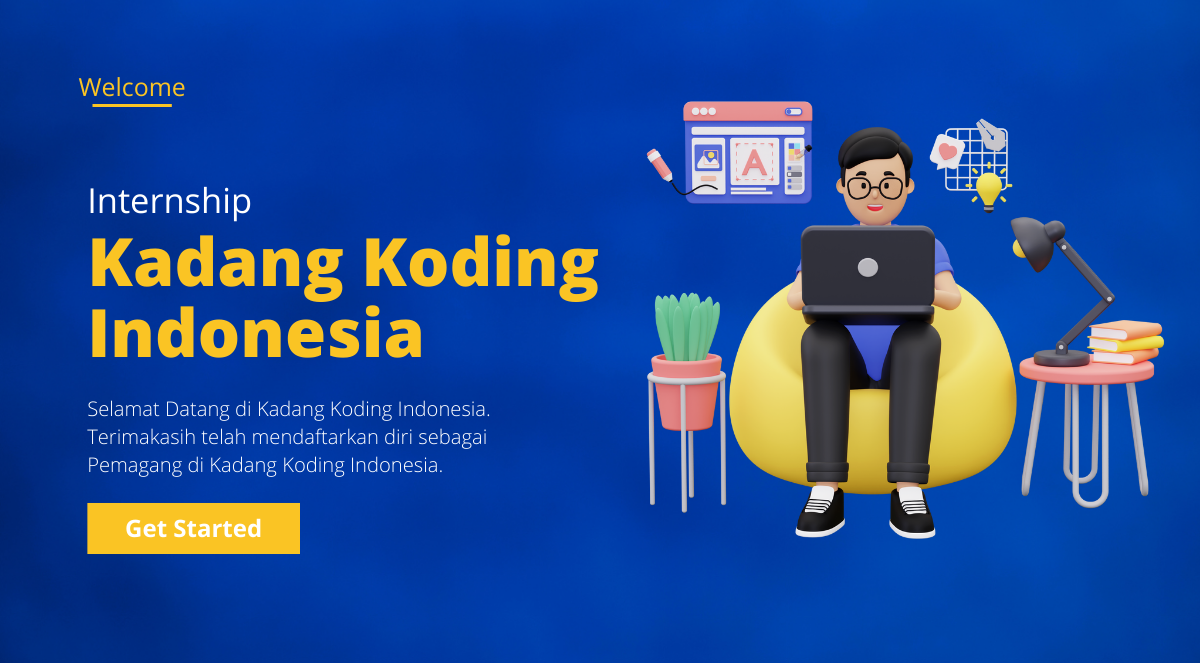 Welcome
Internship
Kadang Koding
Indonesia
Selamat Datang di Kadang Koding Indonesia.
Terimakasih telah mendaftarkan diri sebagai
Pemagang di Kadang Koding Indonesia.
Get Started
A